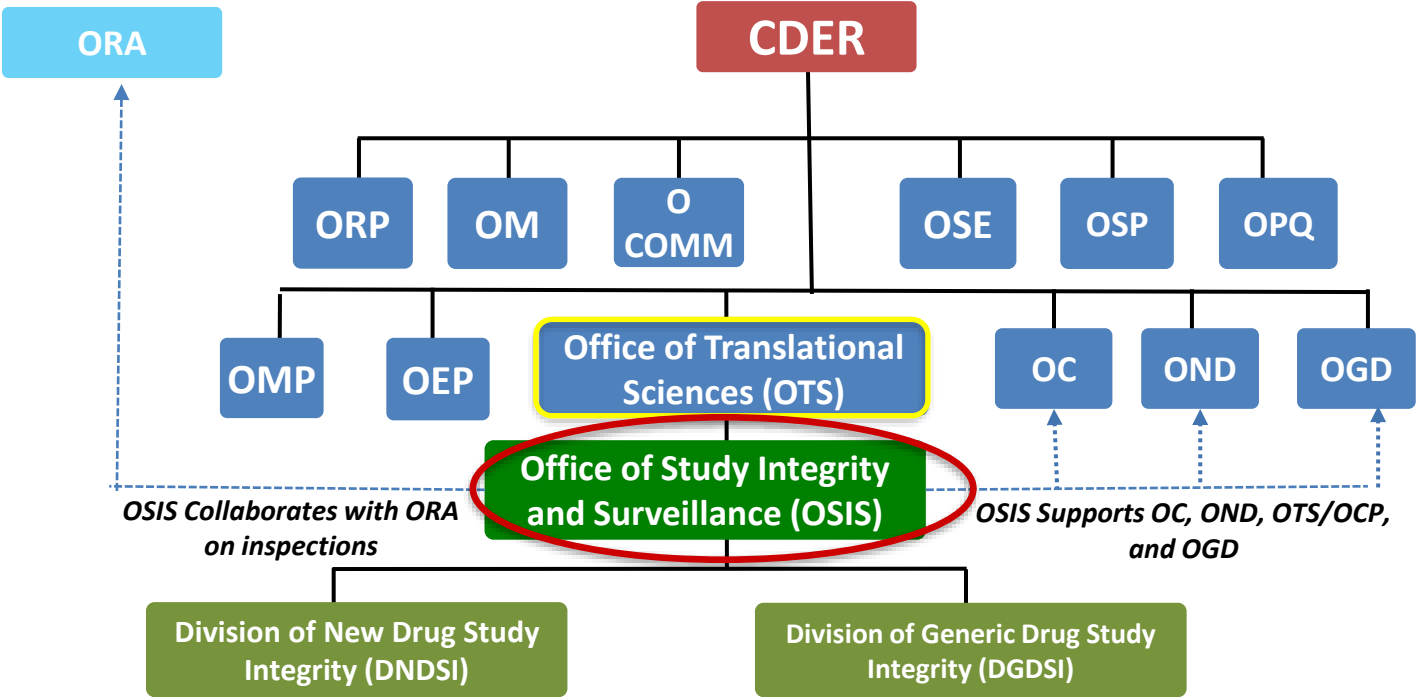 ORA
CDER
ORP
OM
O
COMM
OSE
OSP
OPQ
OMP
OEP
Office of Translational
Sciences (OTS)
OC
OND
OGD
Office of Study Integrity
and Surveillance (OSIS)
OSIS Collaborates with ORA
on inspections
OSIS Supports OC, OND, OTS/OCP,
and OGD
Division of New Drug Study
Integrity (DNDSI)
Division of Generic Drug Study
Integrity (DGDSI)